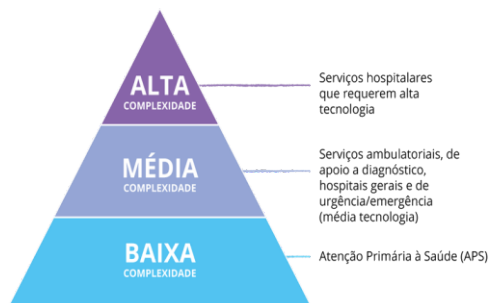 ALTA
COMPLEXIDADE
Serviços hospitalares
que requerem alta
tecnologia
MÉDIA
COMPLEXIDADE
Serviços ambulatoriais, de
apoio a diagnóstico,
hospitais gerais e de
urgência/emergência
(média tecnologia)
BAIXA
COMPLEXIDADE
Atenção Primária à Saúde (APS)